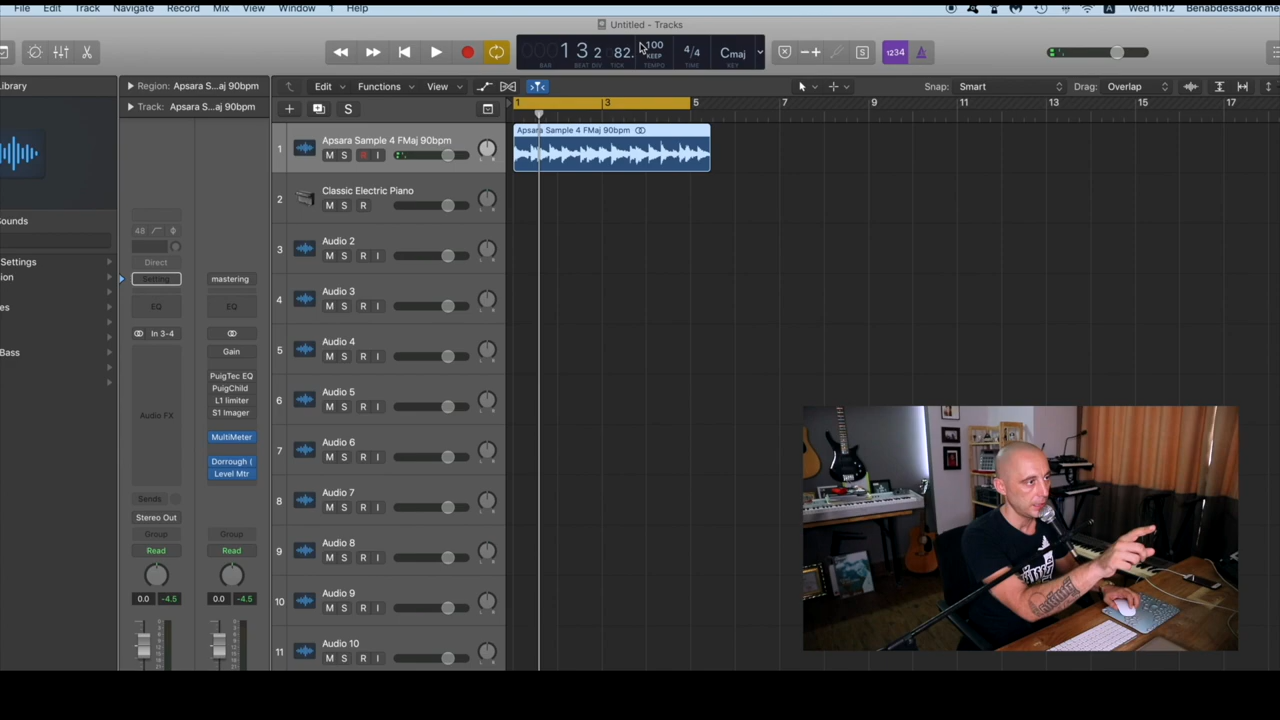 File Edit Track Navigate Record Mix View Window 1 Help Wed 11:12 Benabdessadok me
Untitled - Tracks
1 3 2 82. 100 KEEP 4/4 Cmaj 1234
BAR BEAT DIV TICK TEMPO TIME KEY
ibrary Region: Apsara S...aj 90bpm Edit Functions View Snap: Smart Drag: Overlap
Track: Apsara S...aj 90bpm S 1 3 5 7 9 11 13 15 17
1 Apsara Sample 4 FMaj 90bpm M S R I
Apsara Sample 4 FMaj 90bpm
2 Classic Electric Piano M S R
3 Audio 2 M S R I
4 Audio 3 M S R I
5 Audio 4 M S R I
6 Audio 5 M S R I
7 Audio 6 M S R I
8 Audio 7 M S R I
9 Audio 8 M S R I
10 Audio 9 M S R I
11 Audio 10 M S R I
ounds
Settings
ion
es
Bass
48
Direct
Setting mastering
EQ EQ
In 3-4
Gain
PuigTec EQ
PuigChild
L1 limiter
S1 Imager
Audio FX
MultiMeter
Dorrough (
Level Mtr
Sends
Stereo Out
Group Group
Read Read
0.0 -4.5 0.0 -4.5